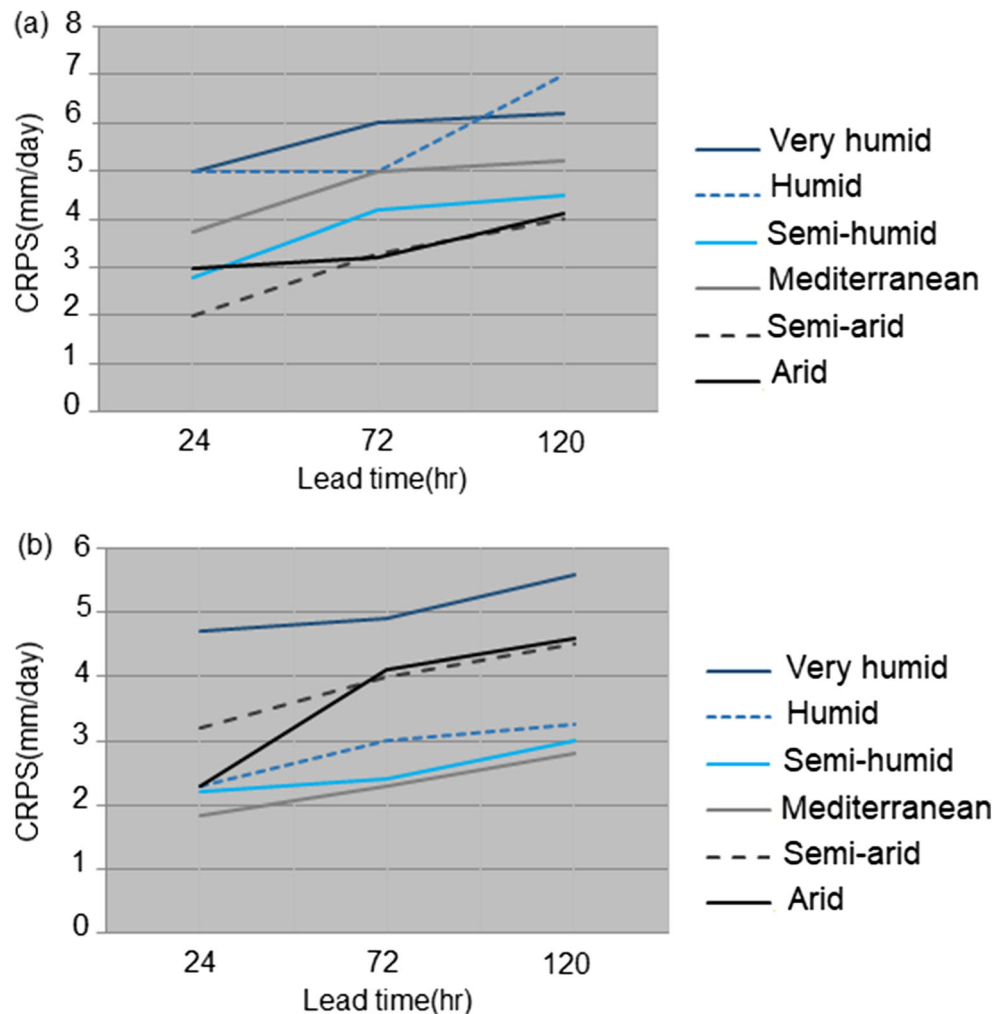 (a)
CRPS(mm/day)
8
7
6
5
4
3
2
1
0
24 72 120
Lead time(hr)
Very humid
Humid
Semi-humid
Mediterranean
Semi-arid
Arid
(b)
CRPS(mm/day)
6
5
4
3
2
1
0
24 72 120
Lead time(hr)
Very humid
Humid
Semi-humid
Mediterranean
Semi-arid
Arid